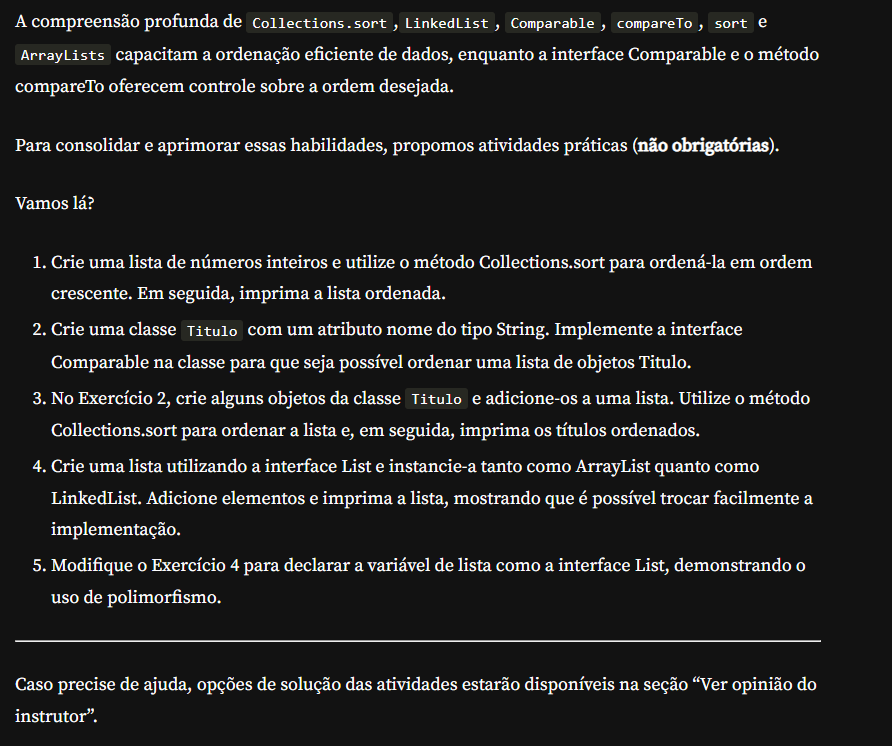 A compreensão profunda de Collections.sort, LinkedList, Comparable, compareTo, sort e
ArrayLists capacitam a ordenação eficiente de dados, enquanto a interface Comparable e o método
compareTo oferecem controle sobre a ordem desejada.
Para consolidar e aprimorar essas habilidades, propomos atividades práticas (não obrigatórias).
Vamos lá?
1. Crie uma lista de números inteiros e utilize o método Collections.sort para ordená-la em ordem
crescente. Em seguida, imprima a lista ordenada.
2. Crie uma classe Titulo com um atributo nome do tipo String. Implemente a interface
Comparable na classe para que seja possível ordenar uma lista de objetos Titulo.
3. No Exercício 2, crie alguns objetos da classe Titulo e adicione-os a uma lista. Utilize o método
Collections.sort para ordenar a lista e, em seguida, imprima os títulos ordenados.
4. Crie uma lista utilizando a interface List e instancie-a tanto como ArrayList quanto como
LinkedList. Adicione elementos e imprima a lista, mostrando que é possível trocar facilmente a
implementação.
5. Modifique o Exercício 4 para declarar a variável de lista como a interface List, demonstrando o
uso de polimorfismo.
Caso precise de ajuda, opções de solução das atividades estarão disponíveis na seção “Ver opinião do
instrutor”.